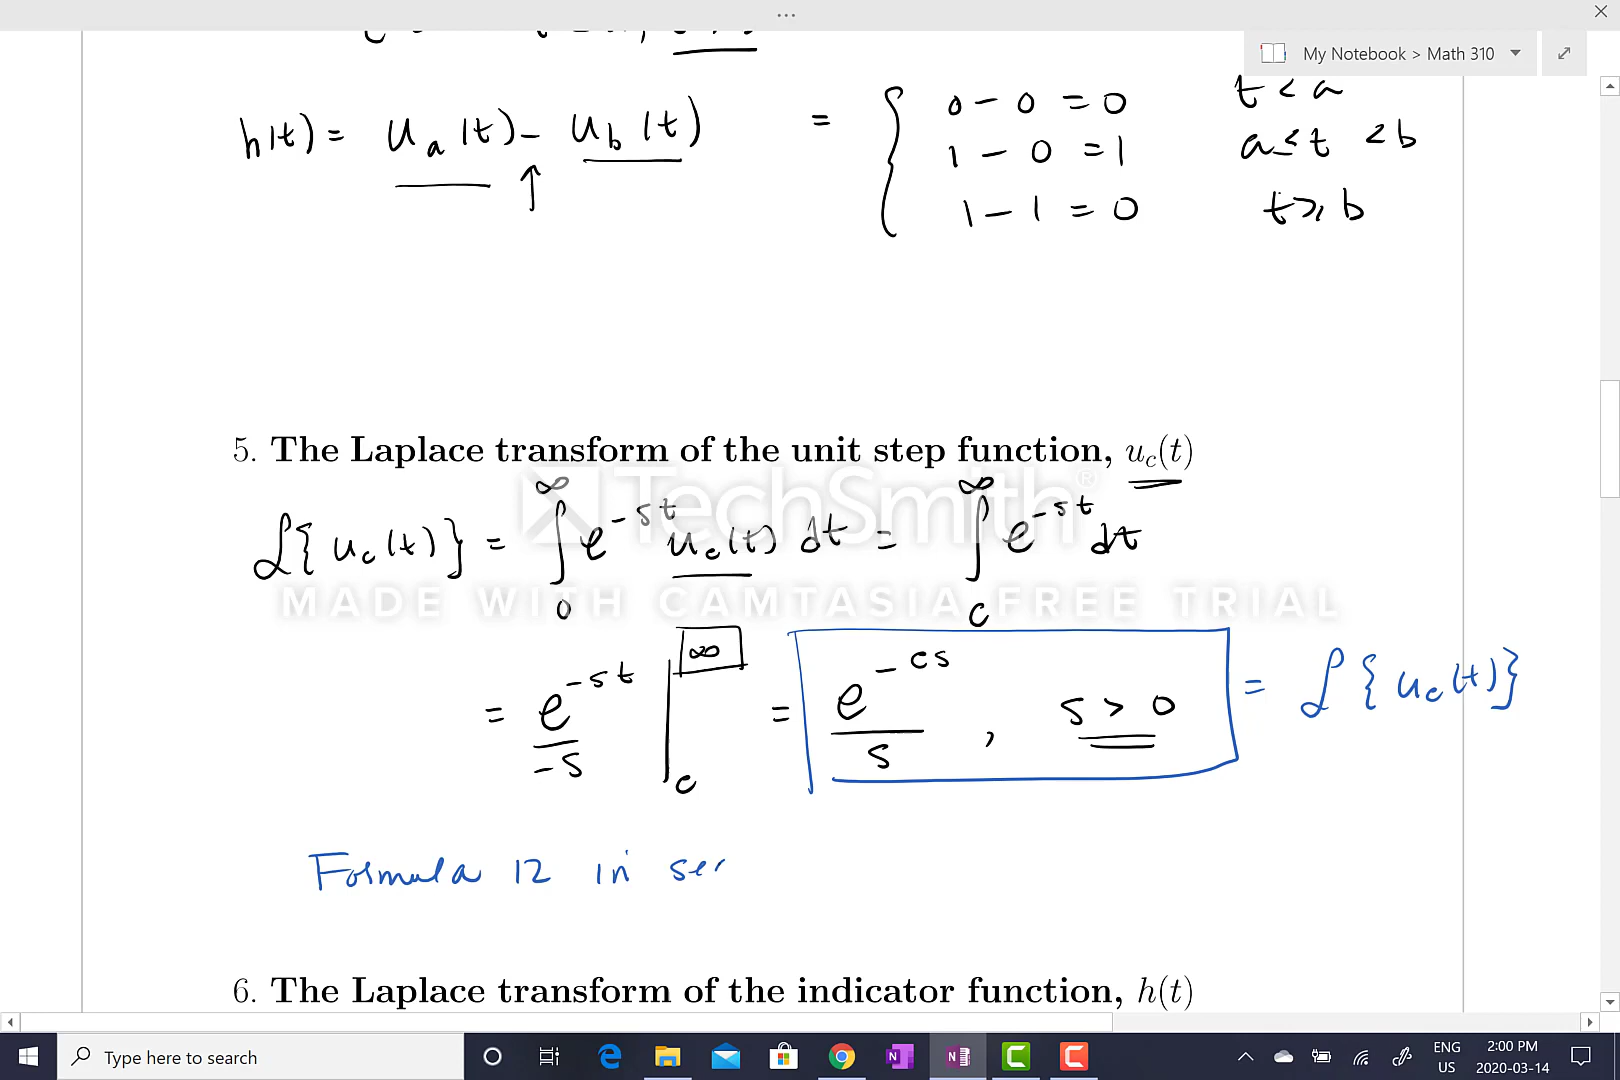 ...
My Notebook > Math 310
h(t) = u_a(t) - u_b(t) = { 0 - 0 = 0 t < a
1 - 0 = 1 a ≤ t < b
1 - 1 = 0 t ≥ b
↑
5. The Laplace transform of the unit step function, u_c(t)
TechSmith®
ℒ{u_c(t)} = ∫_0^∞ e^{-st} u_c(t) dt = ∫_c^∞ e^{-st} dt
MADE WITH CAMTASIA FREE TRIAL
= e^{-st}/-s |_c^∞ = e^{-cs}/s , s > 0 = ℒ{u_c(t)}
Formula 12 in sec
6. The Laplace transform of the indicator function, h(t)
Type here to search
ENG
US
2:00 PM
2020-03-14